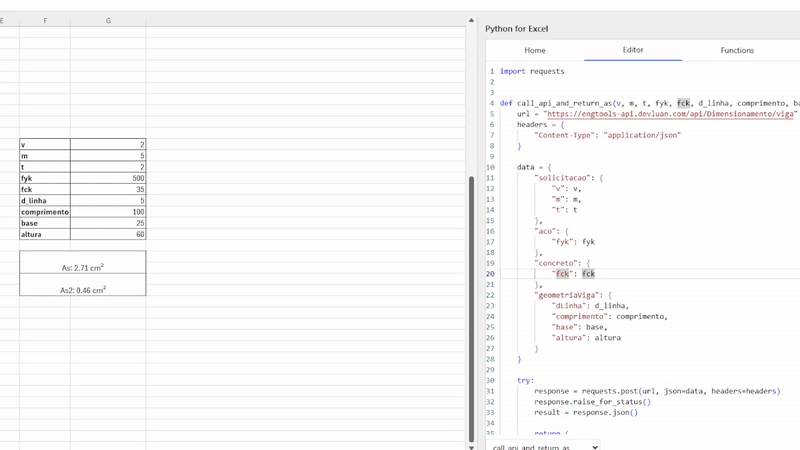 E F G
v 2
m 5
t 2
fyk 500
fck 35
d_linha 5
comprimento 100
base 25
altura 60
As: 2.71 cm²
As2: 0.46 cm²
Python for Excel
Home Editor Functions
1 import requests
2
3
4 def call_api_and_return_as(v, m, t, fyk, fck, d_linha, comprimento, ba
5 url = "https://engtools-api.devluan.com/api/Dimensionamento/viga"
6 headers = {
7 "Content-Type": "application/json"
8 }
9
10 data = {
11 "solicitacao": {
12 "v": v,
13 "m": m,
14 "t": t
15 },
16 "aco": {
17 "fyk": fyk
18 },
19 "concreto": {
20 "fck": fck
21 },
22 "geometriaViga": {
23 "dLinha": d_linha,
24 "comprimento": comprimento,
25 "base": base,
26 "altura": altura
27 }
28 }
29
30 try:
31 response = requests.post(url, json=data, headers=headers)
32 response.raise_for_status()
33 result = response.json()
34
35 return (
call_api_and_return_as